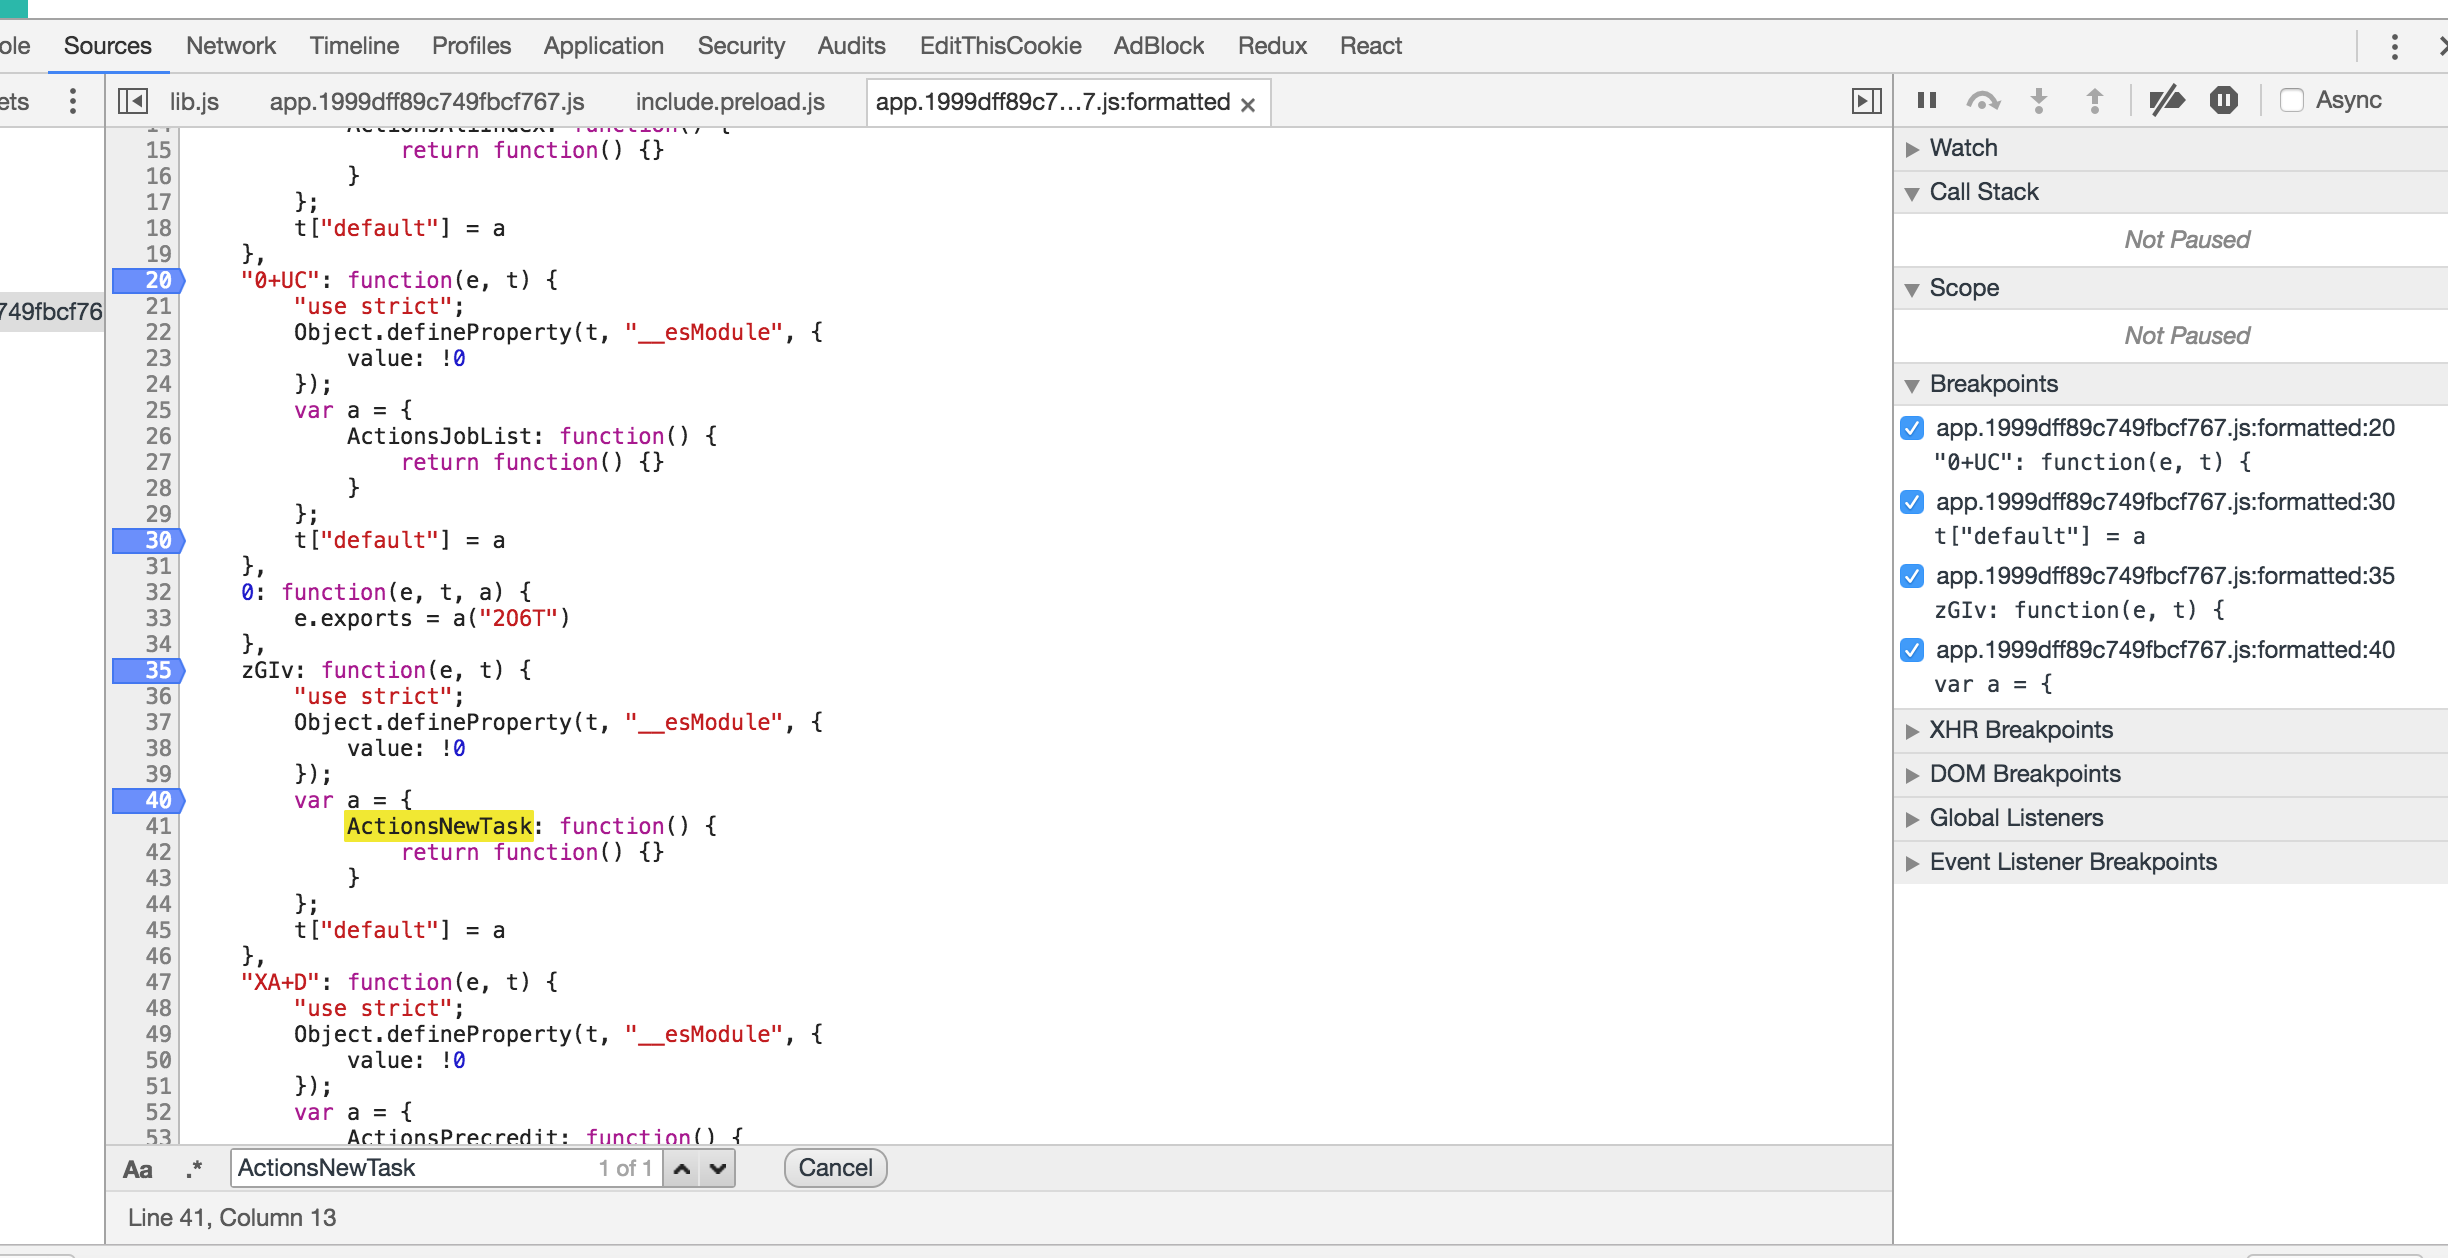 ole Sources Network Timeline Profiles Application Security Audits EditThisCookie AdBlock Redux React
ets lib.js app.1999dff89c749fbcf767.js include.preload.js app.1999dff89c7...7.js:formatted × Async
749fbcf76
14 ActionsAllIndex: function() {
15 return function() {}
16 }
17 };
18 t["default"] = a
19 },
20 "0+UC": function(e, t) {
21 "use strict";
22 Object.defineProperty(t, "__esModule", {
23 value: !0
24 });
25 var a = {
26 ActionsJobList: function() {
27 return function() {}
28 }
29 };
30 t["default"] = a
31 },
32 0: function(e, t, a) {
33 e.exports = a("2O6T")
34 },
35 zGIv: function(e, t) {
36 "use strict";
37 Object.defineProperty(t, "__esModule", {
38 value: !0
39 });
40 var a = {
41 ActionsNewTask: function() {
42 return function() {}
43 }
44 };
45 t["default"] = a
46 },
47 "XA+D": function(e, t) {
48 "use strict";
49 Object.defineProperty(t, "__esModule", {
50 value: !0
51 });
52 var a = {
53 ActionsPrecredit: function() {
Aa .* ActionsNewTask 1 of 1 Cancel
Line 41, Column 13
Watch
Call Stack
Not Paused
Scope
Not Paused
Breakpoints
app.1999dff89c749fbcf767.js:formatted:20
"0+UC": function(e, t) {
app.1999dff89c749fbcf767.js:formatted:30
t["default"] = a
app.1999dff89c749fbcf767.js:formatted:35
zGIv: function(e, t) {
app.1999dff89c749fbcf767.js:formatted:40
var a = {
XHR Breakpoints
DOM Breakpoints
Global Listeners
Event Listener Breakpoints